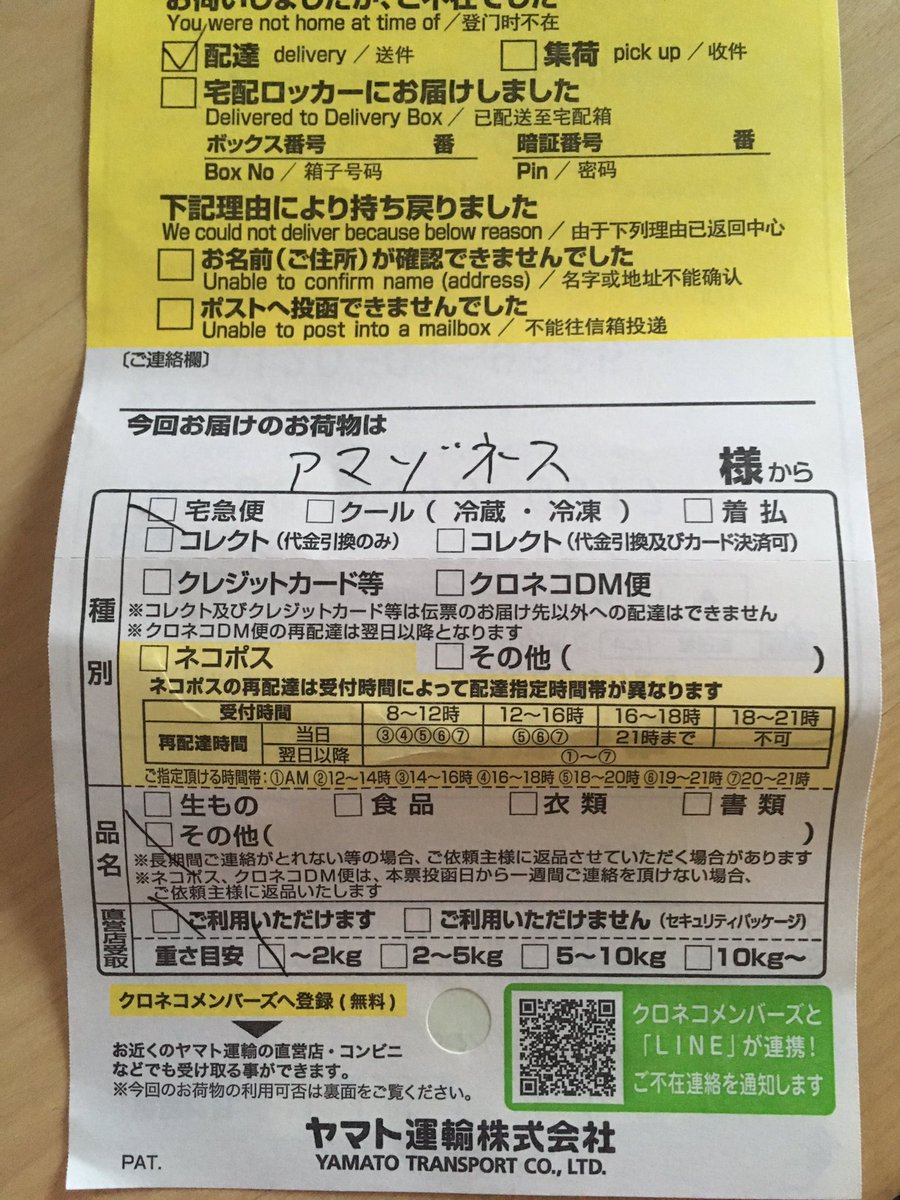 お伺いしましたが、ご不在でした
You were not home at time of／登门时不在
配達 delivery／送件 集荷 pick up／收件
宅配ロッカーにお届けしました
Delivered to Delivery Box／已配送至宅配箱
ボックス番号 番 暗証番号 番
Box No／箱子号码 Pin／密码
下記理由により持ち戻りました
We could not deliver because below reason／由于下列理由已返回中心
お名前(ご住所)が確認できませんでした
Unable to confirm name (address)／名字或地址不能确认
ポストへ投函できませんでした
Unable to post into a mailbox／不能往信箱投递
〔ご連絡欄〕
今回お届けのお荷物は
アマゾネース 様から
種別
宅急便 クール(冷蔵・冷凍) 着払
コレクト(代金引換のみ) コレクト(代金引換及びカード決済可)
クレジットカード等 クロネコDM便
※コレクト及びクレジットカード等は伝票のお届け先以外への配達はできません
※クロネコDM便の再配達は翌日以降となります
ネコポス その他( )
ネコポスの再配達は受付時間によって配達指定時間帯が異なります
受付時間 8～12時 12～16時 16～18時 18～21時
再配達時間 当日 ③④⑤⑥⑦ ⑤⑥⑦ 21時まで 不可
翌日以降 ①～⑦
ご指定頂ける時間帯:①AM ②12～14時 ③14～16時 ④16～18時 ⑤18～20時 ⑥19～21時 ⑦20～21時
品名
生もの 食品 衣類 書類
その他( )
※長期間ご連絡がとれない等の場合、ご依頼主様に返品させていただく場合があります
※ネコポス、クロネコDM便は、本票投函日から一週間ご連絡を頂けない場合、
ご依頼主様に返品いたします
直営店受取
ご利用いただけます ご利用いただけません(セキュリティパッケージ)
重さ目安 ～2kg 2～5kg 5～10kg 10kg～
クロネコメンバーズへ登録(無料)
お近くのヤマト運輸の直営店・コンビニ
などでも受け取る事ができます。
※今回のお荷物の利用可否は裏面をご覧ください。
クロネコメンバーズと
「LINE」が連携!
ご不在連絡を通知します
ヤマト運輸株式会社
PAT. YAMATO TRANSPORT CO., LTD.